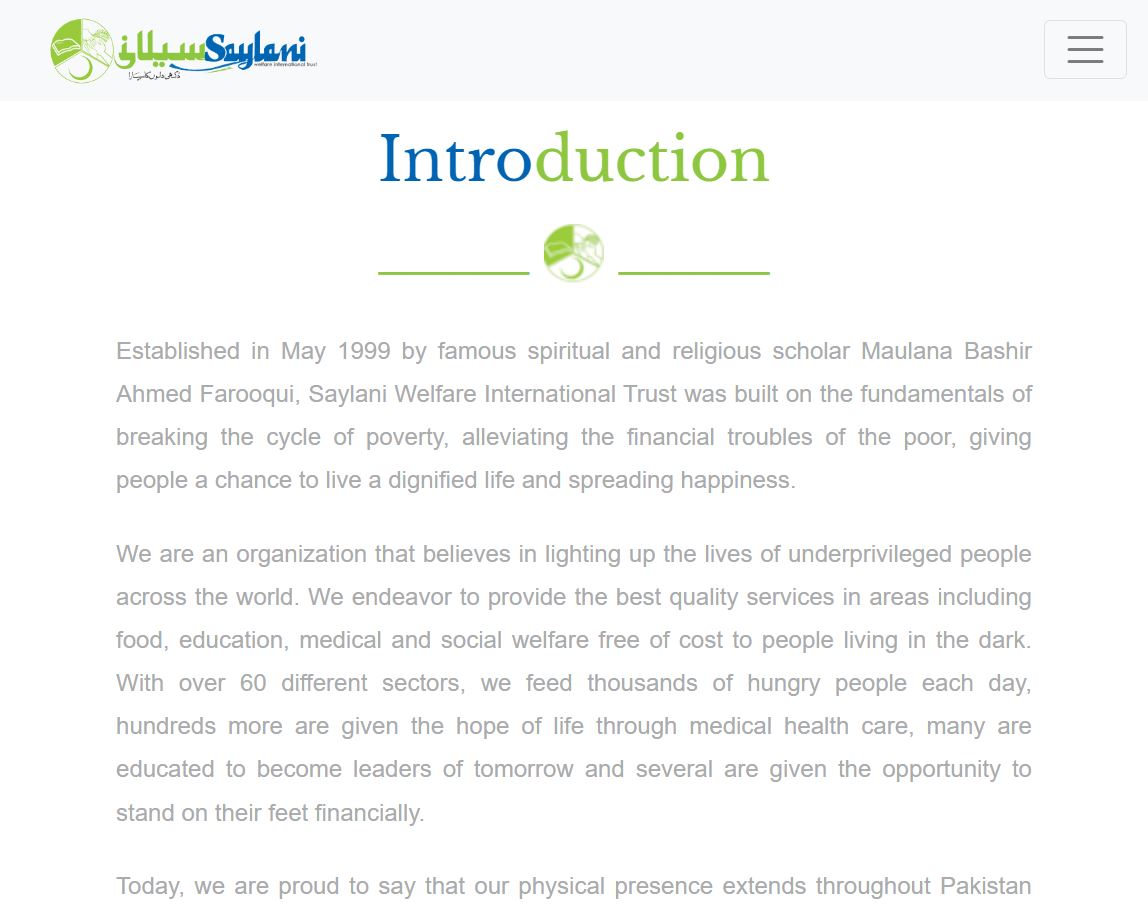 سیلانی Saylani
welfare international trust
Introduction
Established in May 1999 by famous spiritual and religious scholar Maulana Bashir
Ahmed Farooqui, Saylani Welfare International Trust was built on the fundamentals of
breaking the cycle of poverty, alleviating the financial troubles of the poor, giving
people a chance to live a dignified life and spreading happiness.
We are an organization that believes in lighting up the lives of underprivileged people
across the world. We endeavor to provide the best quality services in areas including
food, education, medical and social welfare free of cost to people living in the dark.
With over 60 different sectors, we feed thousands of hungry people each day,
hundreds more are given the hope of life through medical health care, many are
educated to become leaders of tomorrow and several are given the opportunity to
stand on their feet financially.
Today, we are proud to say that our physical presence extends throughout Pakistan